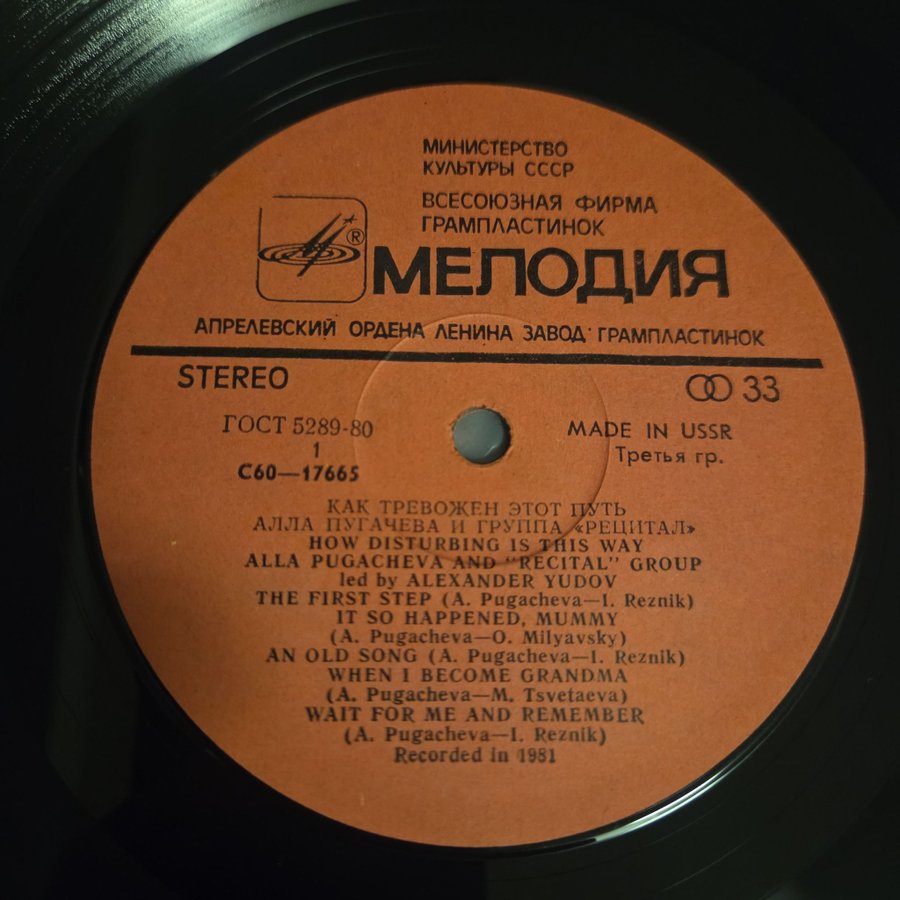 МИНИСТЕРСТВО
КУЛЬТУРЫ СССР
ВСЕСОЮЗНАЯ ФИРМА
ГРАМПЛАСТИНОК
® МЕЛОДИЯ
АПРЕЛЕВСКИЙ ОРДЕНА ЛЕНИНА ЗАВОД ГРАМПЛАСТИНОК
STEREO 33
ГОСТ 5289-80 MADE IN USSR
1 Третья гр.
С60—17665
КАК ТРЕВОЖЕН ЭТОТ ПУТЬ
АЛЛА ПУГАЧЕВА И ГРУППА «РЕЦИТАЛ»
HOW DISTURBING IS THIS WAY
ALLA PUGACHEVA AND "RECITAL" GROUP
led by ALEXANDER YUDOV
THE FIRST STEP (A. Pugacheva—I. Reznik)
IT SO HAPPENED, MUMMY
(A. Pugacheva—O. Milyavsky)
AN OLD SONG (A. Pugacheva—I. Reznik)
WHEN I BECOME GRANDMA
(A. Pugacheva—M. Tsvetaeva)
WAIT FOR ME AND REMEMBER
(A. Pugacheva—I. Reznik)
Recorded in 1981